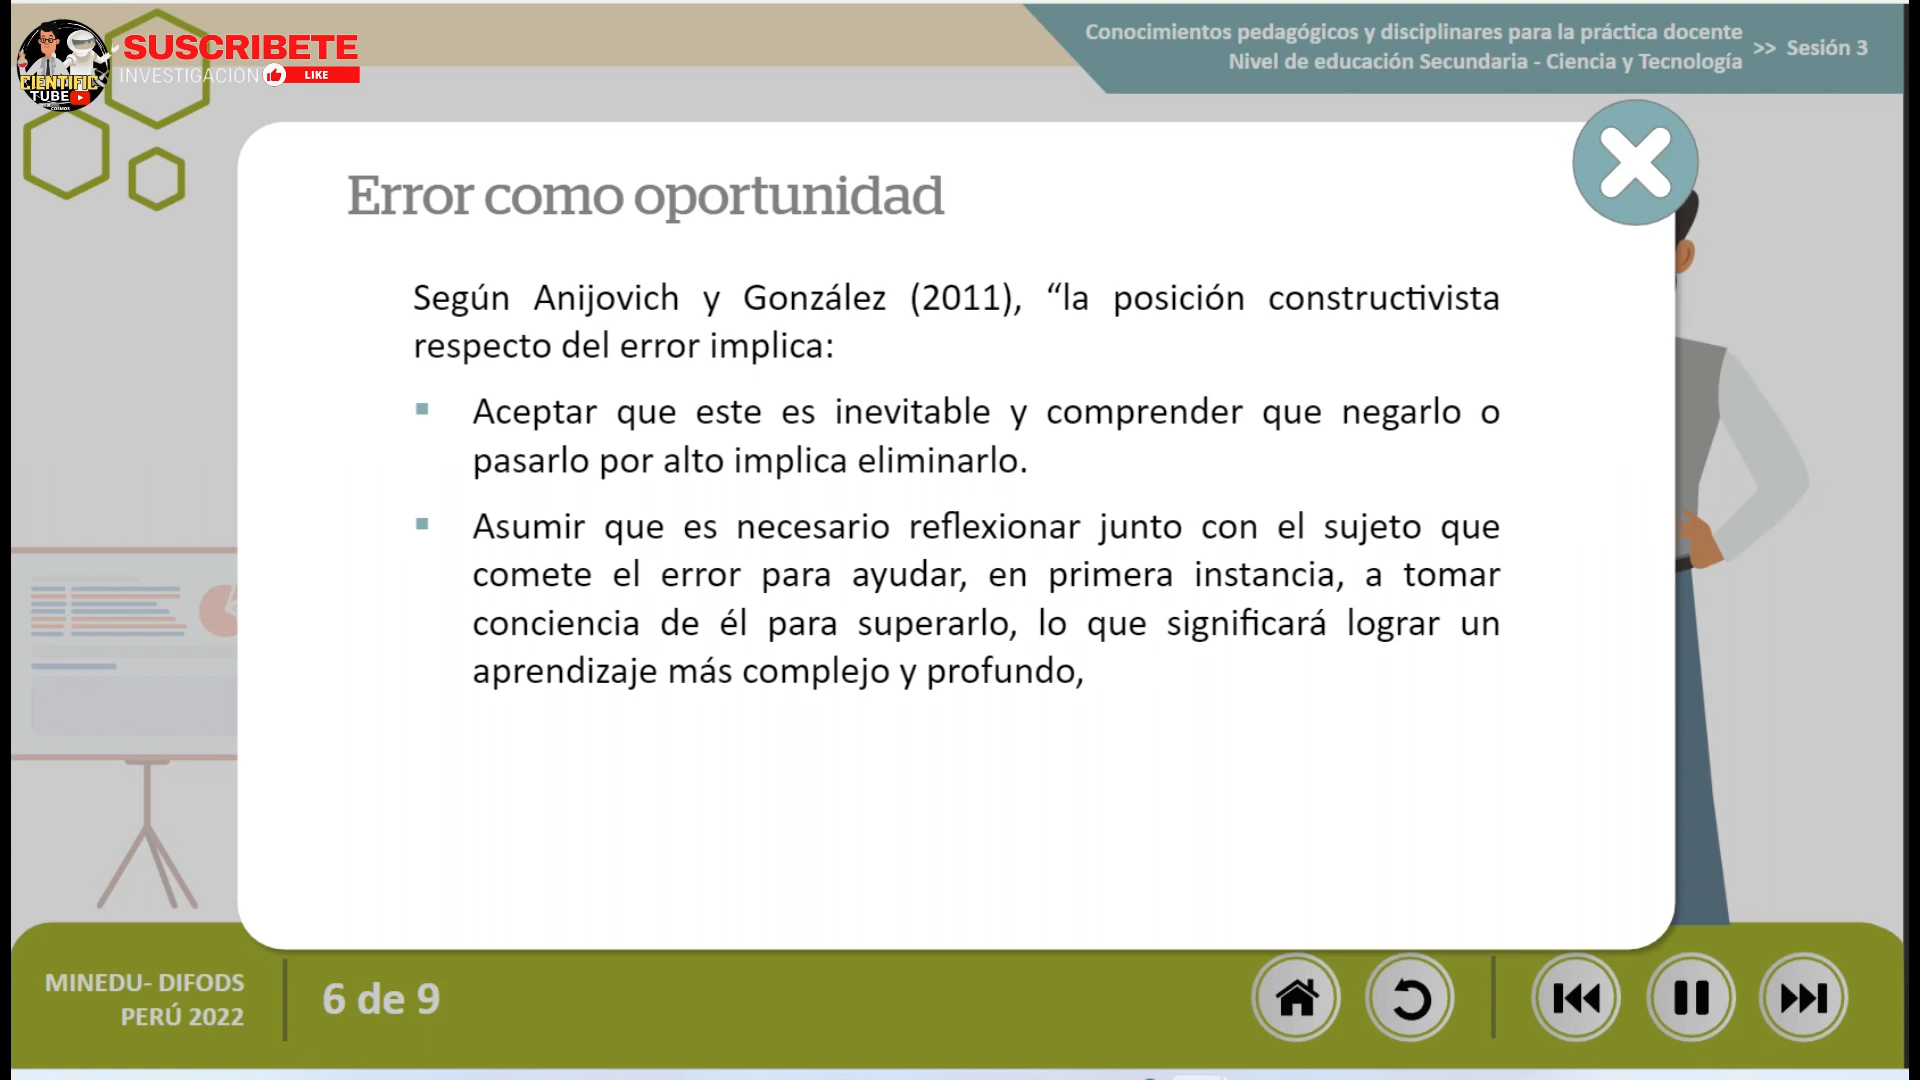 SUSCRIBETE
INVESTIGACIÓN LIKE
CIENTIFIC
TUBE
COSMOS
Conocimientos pedagógicos y disciplinares para la práctica docente
Nivel de educación Secundaria - Ciencia y Tecnología
>> Sesión 3
Error como oportunidad
Según Anijovich y González (2011), “la posición constructivista
respecto del error implica:
Aceptar que este es inevitable y comprender que negarlo o
pasarlo por alto implica eliminarlo.
Asumir que es necesario reflexionar junto con el sujeto que
comete el error para ayudar, en primera instancia, a tomar
conciencia de él para superarlo, lo que significará lograr un
aprendizaje más complejo y profundo,
MINEDU- DIFODS
PERÚ 2022
6 de 9